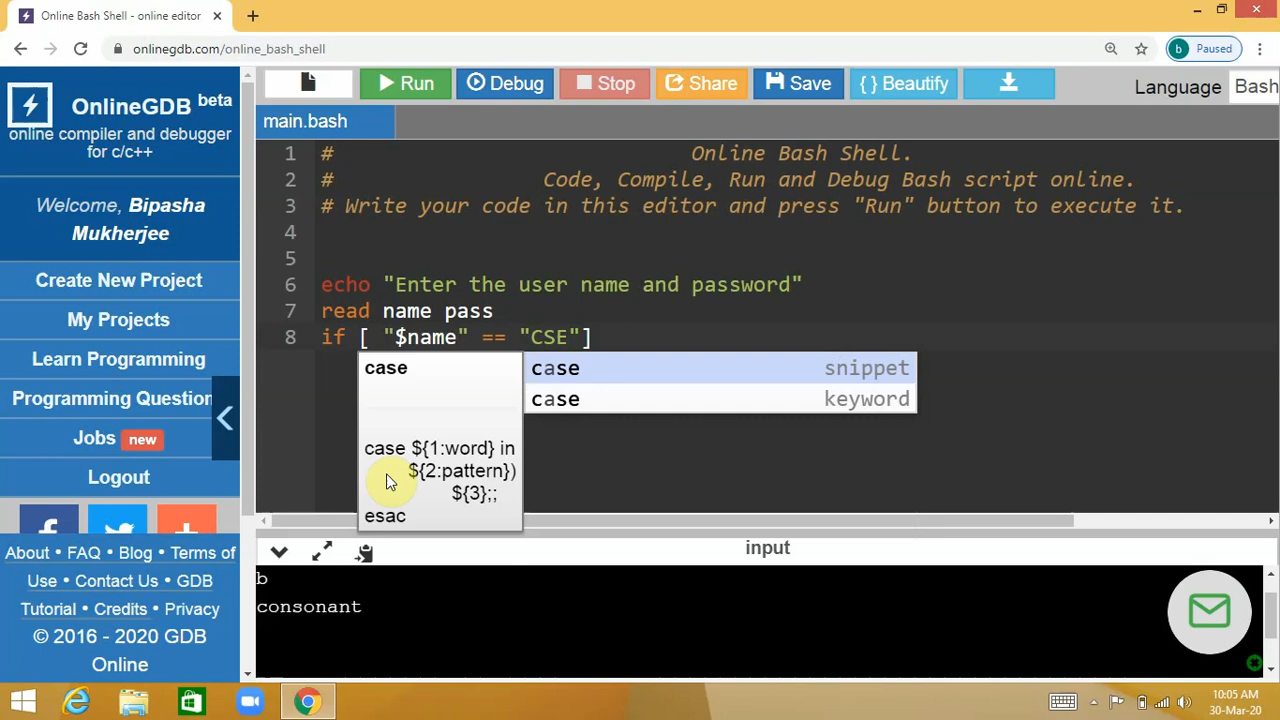 Online Bash Shell - online editor
onlinegdb.com/online_bash_shell
b Paused
OnlineGDB beta
online compiler and debugger
for c/c++
Welcome, Bipasha
Mukherjee
Create New Project
My Projects
Learn Programming
Programming Question
Jobs new
Logout
About • FAQ • Blog • Terms of
Use • Contact Us • GDB
Tutorial • Credits • Privacy
© 2016 - 2020 GDB
Online
Run Debug Stop Share Save { } Beautify
Language Bash
main.bash
1 # Online Bash Shell.
2 # Code, Compile, Run and Debug Bash script online.
3 # Write your code in this editor and press "Run" button to execute it.
4
5
6 echo "Enter the user name and password"
7 read name pass
8 if [ "$name" == "CSE"]
case
case ${1:word} in
${2:pattern})
${3};;
esac
case snippet
case keyword
input
b
consonant
10:05 AM
30-Mar-20